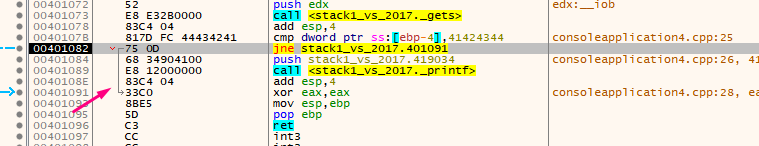 00401072 52 push edx edx:__iob
00401073 E8 E32B0000 call <stack1_vs_2017._gets>
00401078 83C4 04 add esp,4
0040107B 817D FC 44434241 cmp dword ptr ss:[ebp-4],41424344 consoleapplication4.cpp:25
00401082 75 0D jne stack1_vs_2017.401091
00401084 68 34904100 push stack1_vs_2017.419034 consoleapplication4.cpp:26, 41
00401089 E8 12000000 call <stack1_vs_2017._printf>
0040108E 83C4 04 add esp,4
00401091 33C0 xor eax,eax consoleapplication4.cpp:28, ea
00401093 8BE5 mov esp,ebp
00401095 5D pop ebp
00401096 C3 ret
00401097 CC int3